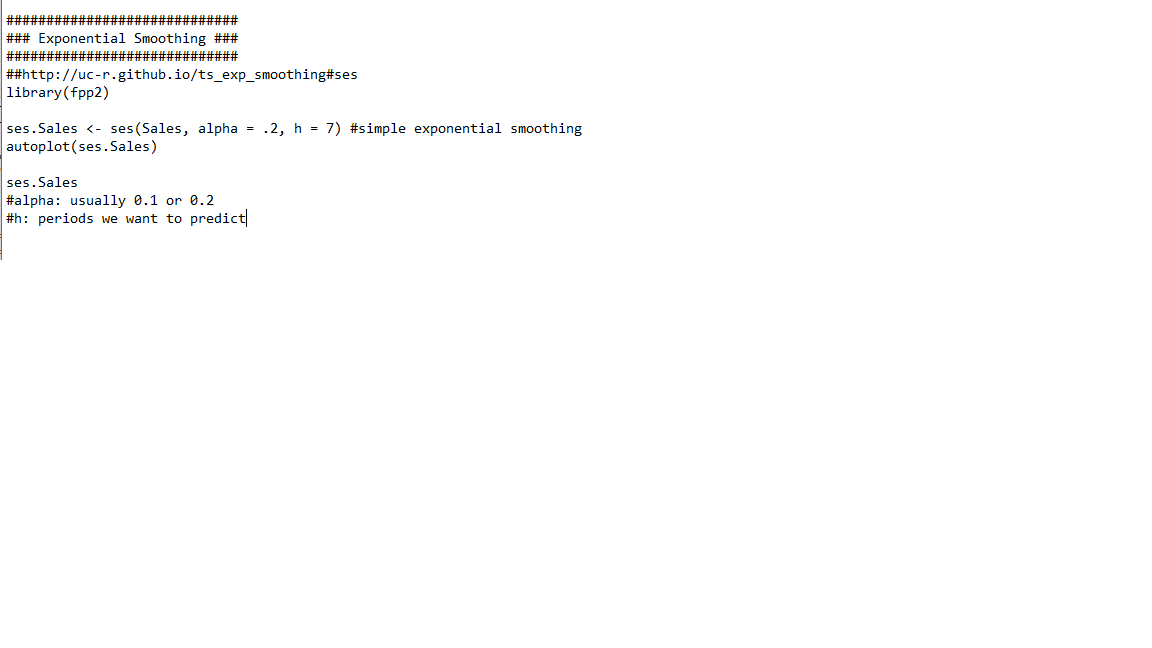 #############################
### Exponential Smoothing ###
#############################
##http://uc-r.github.io/ts_exp_smoothing#ses
library(fpp2)
ses.Sales <- ses(Sales, alpha = .2, h = 7) #simple exponential smoothing
autoplot(ses.Sales)
ses.Sales
#alpha: usually 0.1 or 0.2
#h: periods we want to predict